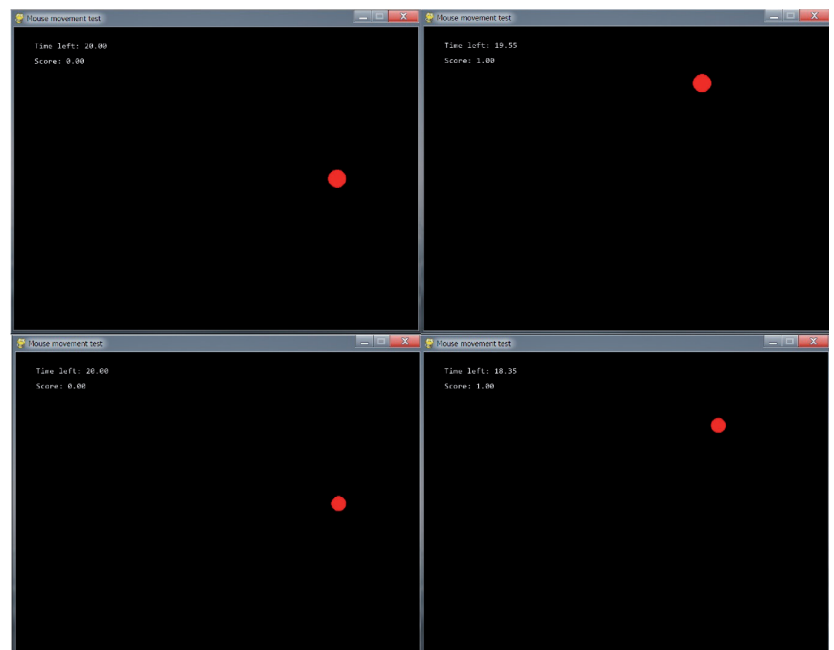 Mouse movement test
Time left: 20.00
Score: 0.00
Mouse movement test
Time left: 19.55
Score: 1.00
Mouse movement test
Time left: 20.00
Score: 0.00
Mouse movement test
Time left: 18.35
Score: 1.00